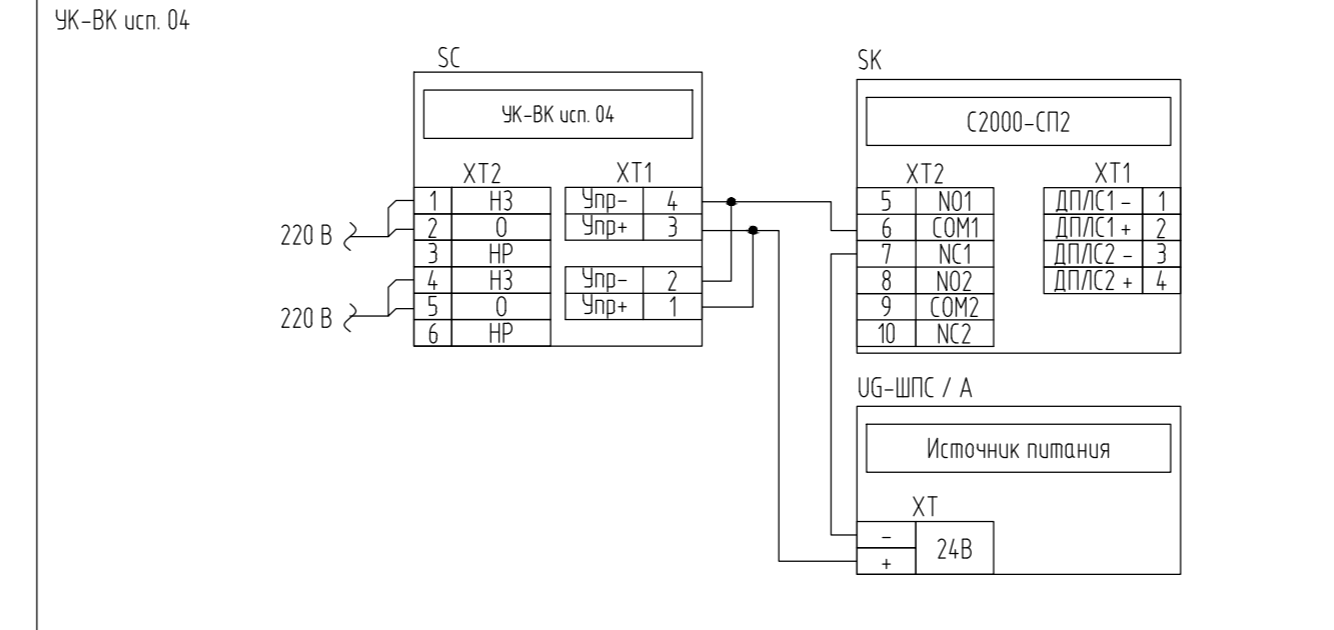 УК-ВК исп. 04
SC
УК-ВК исп. 04
XT2 XT1
1 НЗ Упр- 4
2 О Упр+ 3
3 НР
4 НЗ Упр- 2
5 О Упр+ 1
6 НР
220 В
220 В
SK
С2000-СП2
XT2 XT1
5 NO1 ДПЛС1 - 1
6 COM1 ДПЛС1 + 2
7 NC1 ДПЛС2 - 3
8 NO2 ДПЛС2 + 4
9 COM2
10 NC2
UG-ШПС / А
Источник питания
XT
- 24В
+